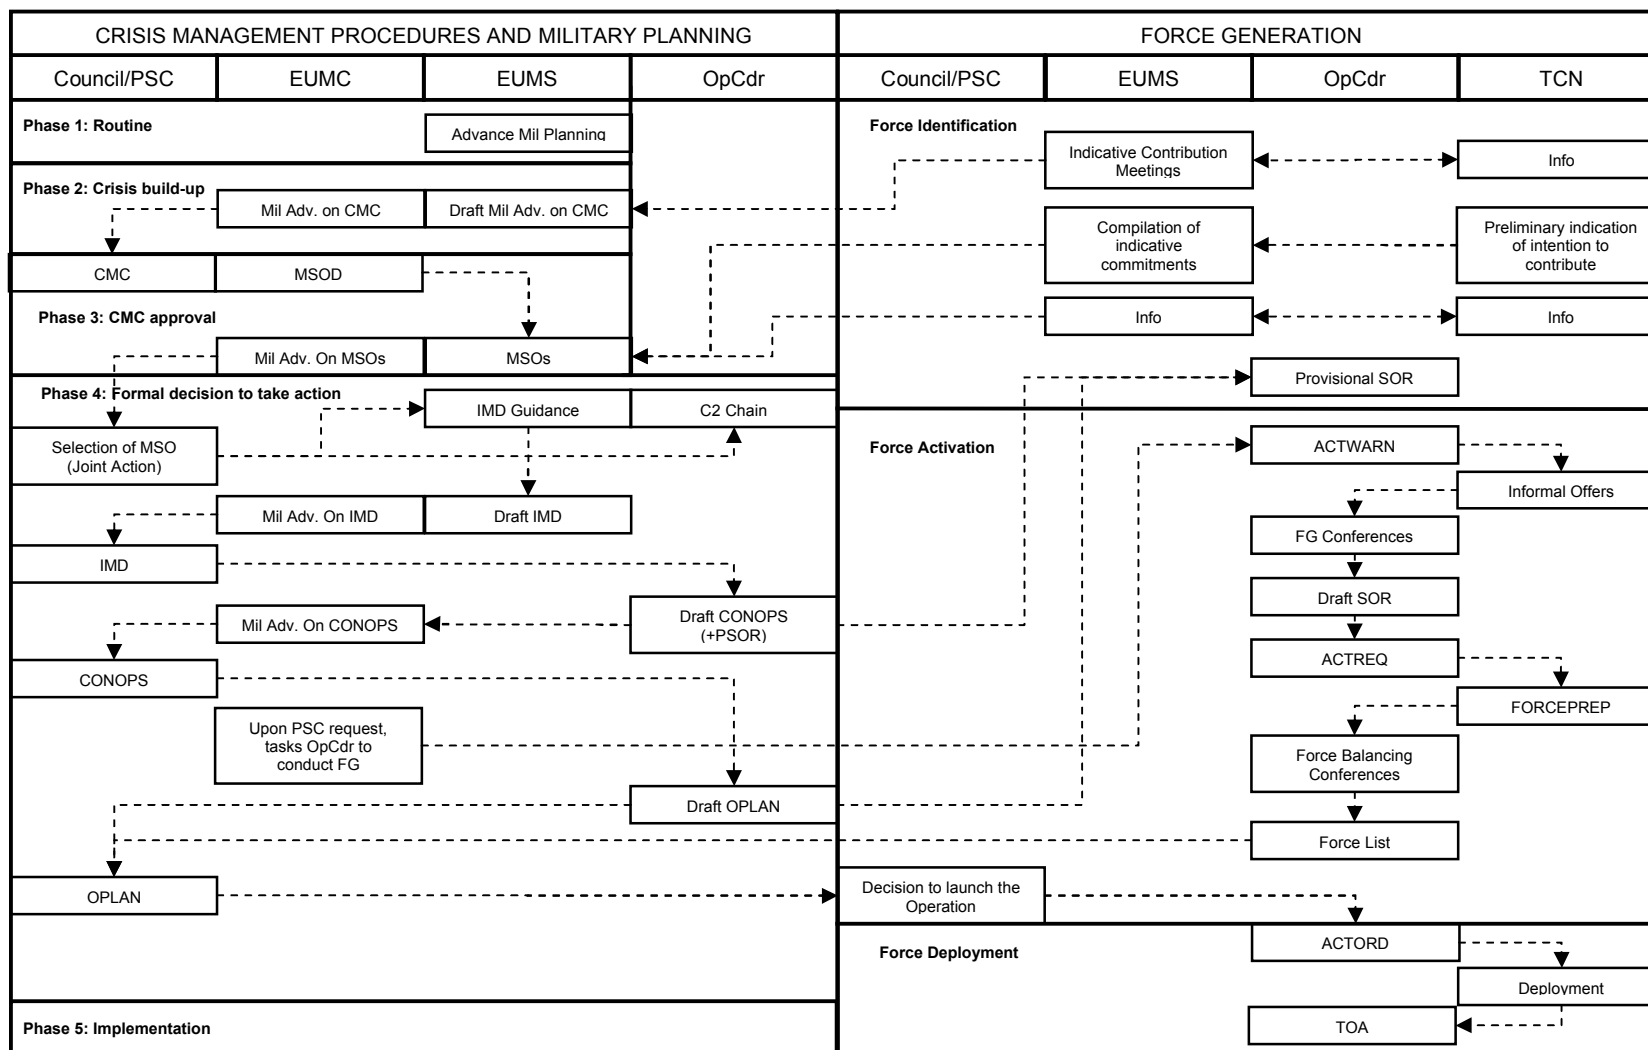 CRISIS MANAGEMENT PROCEDURES AND MILITARY PLANNING
FORCE GENERATION
Council/PSC
EUMC
EUMS
OpCdr
Council/PSC
EUMS
OpCdr
TCN
Phase 1: Routine
Advance Mil Planning
Phase 2: Crisis build-up
Mil Adv. on CMC
Draft Mil Adv. on CMC
CMC
MSOD
Phase 3: CMC approval
Mil Adv. On MSOs
MSOs
Phase 4: Formal decision to take action
IMD Guidance
C2 Chain
Selection of MSO
(Joint Action)
Mil Adv. On IMD
Draft IMD
IMD
Mil Adv. On CONOPS
Draft CONOPS
(+PSOR)
CONOPS
Upon PSC request,
tasks OpCdr to
conduct FG
Draft OPLAN
OPLAN
Phase 5: Implementation
Force Identification
Indicative Contribution
Meetings
Info
Compilation of
indicative
commitments
Preliminary indication
of intention to
contribute
Info
Info
Provisional SOR
Force Activation
ACTWARN
Informal Offers
FG Conferences
Draft SOR
ACTREQ
FORCEPREP
Force Balancing
Conferences
Force List
Decision to launch the
Operation
Force Deployment
ACTORD
Deployment
TOA